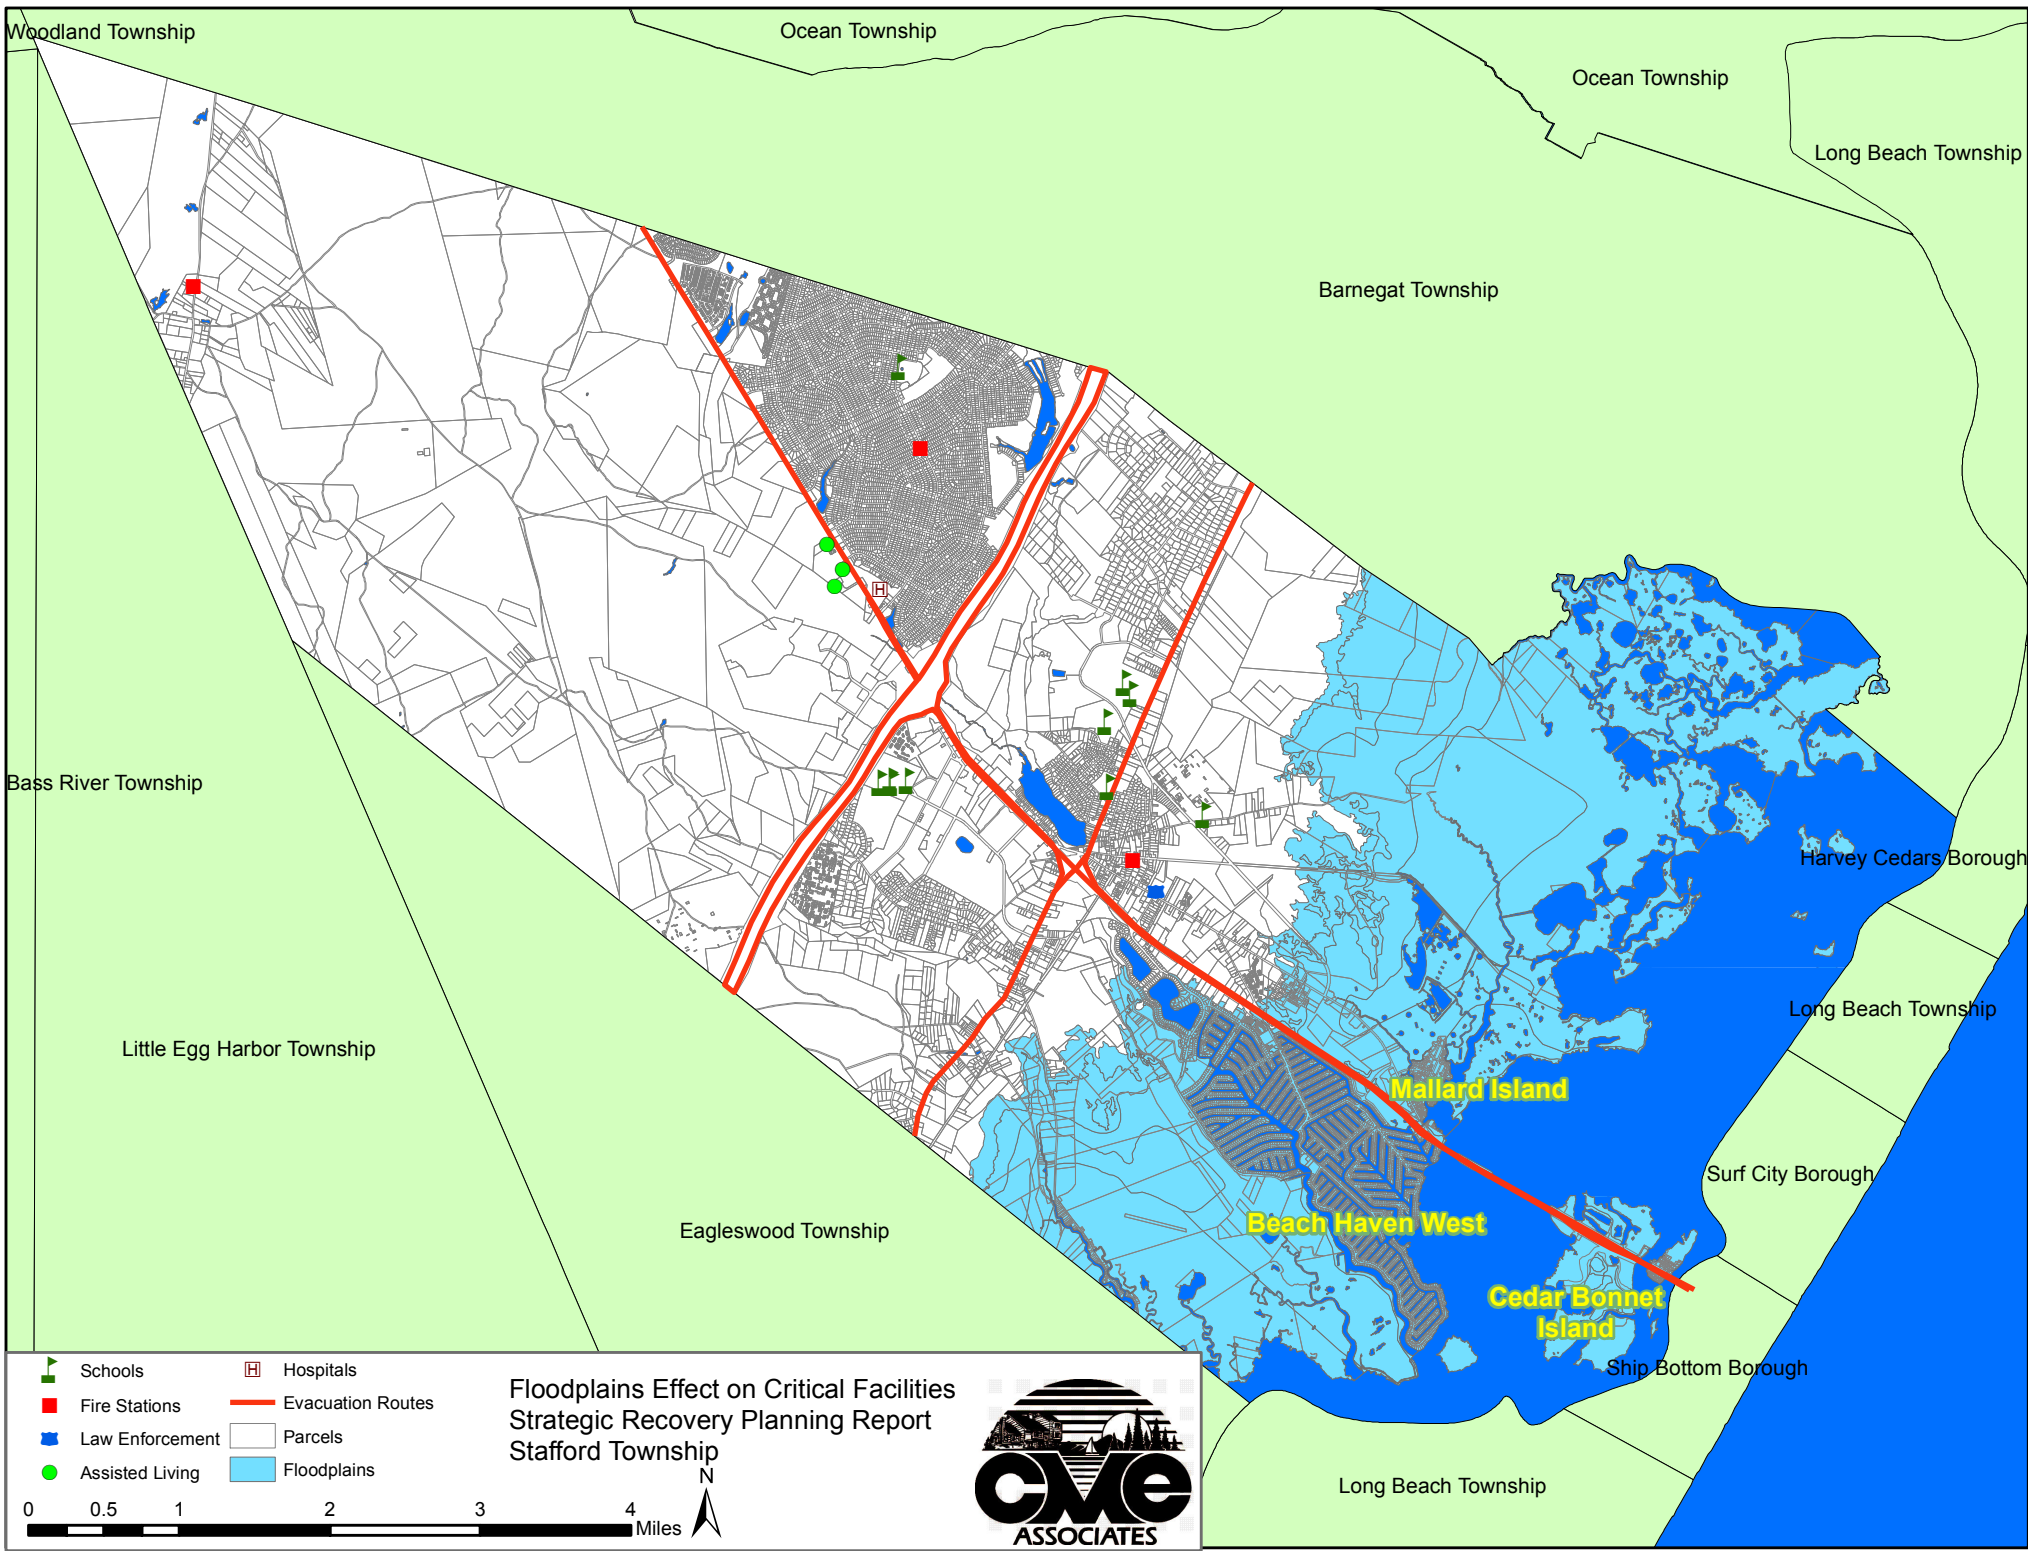 Woodland Township
Ocean Township
Ocean Township
Long Beach Township
Barnegat Township
Bass River Township
Harvey Cedars Borough
Long Beach Township
Little Egg Harbor Township
Mallard Island
Surf City Borough
Eagleswood Township
Beach Haven West
Cedar Bonnet
Island
Ship Bottom Borough
Long Beach Township
H
Schools
Fire Stations
Law Enforcement
Assisted Living
H
Hospitals
Evacuation Routes
Parcels
Floodplains
Floodplains Effect on Critical Facilities
Strategic Recovery Planning Report
Stafford Township
N
0 0.5 1 2 3 4
Miles
cme
ASSOCIATES